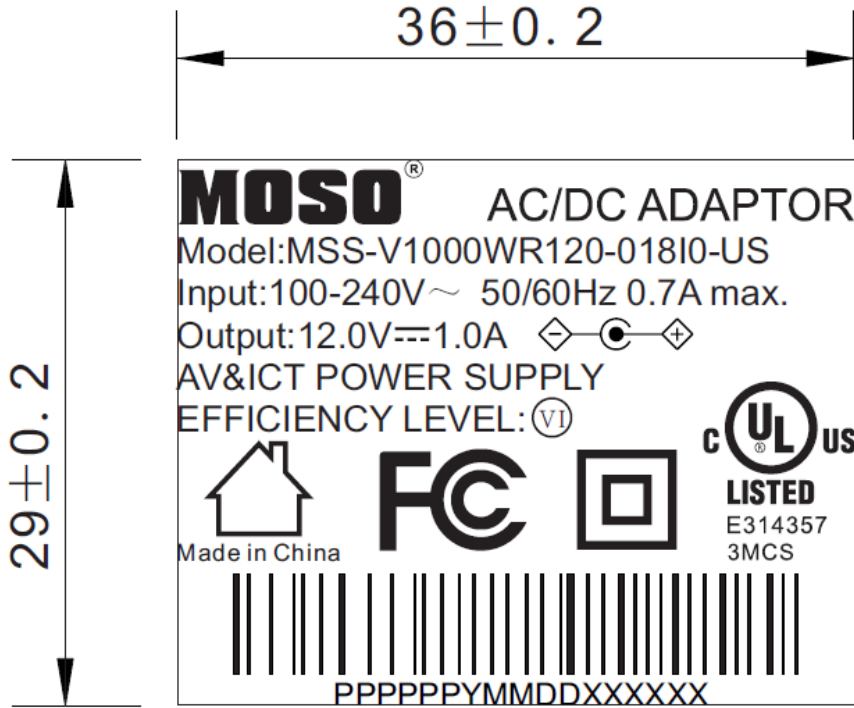 36±0.2
29±0.2
MOSO® AC/DC ADAPTOR
Model:MSS-V1000WR120-018I0-US
Input:100-240V～ 50/60Hz 0.7A max.
Output:12.0V⎓1.0A
AV&ICT POWER SUPPLY
EFFICIENCY LEVEL:Ⅵ
Made in China
FC
C UL® US
LISTED
E314357
3MCS
PPPPPPYMMDDXXXXXX